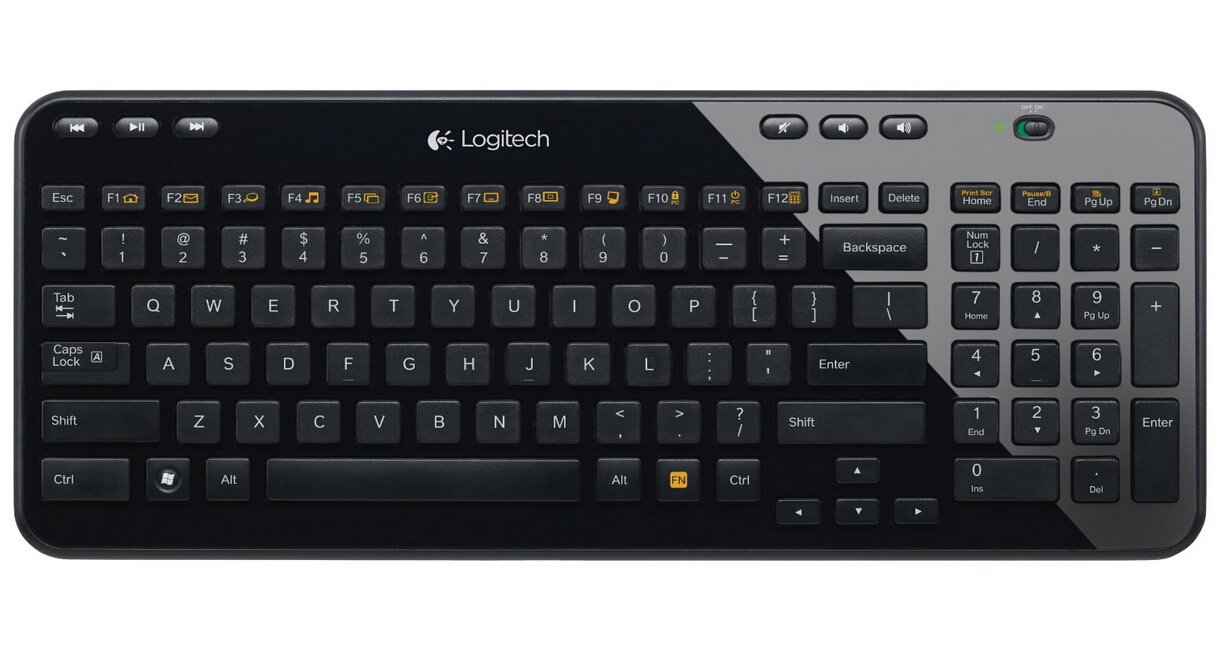 OFF ON
Logitech
Esc F1 F2 F3 F4 F5 F6 F7 F8 F9 F10 PC F11 PC F12 Insert Delete Print Scr Home Pause/B End Pg Up Pg Dn
~ ` ! 1 @ 2 # 3 $ 4 % 5 ^ 6 & 7 * 8 ( 9 ) 0 — - + = Backspace Num Lock 1 / * −
Tab Q W E R T Y U I O P { [ } ] | \ 7 Home 8 ▲ 9 Pg Up +
Caps Lock A A S D F G H J K L : ; " ' Enter 4 ◄ 5 6 ►
Shift Z X C V B N M < , > . ? / Shift 1 End 2 ▼ 3 Pg Dn Enter
Ctrl Alt Alt FN Ctrl ▲ 0 Ins . Del
◄ ▼ ►